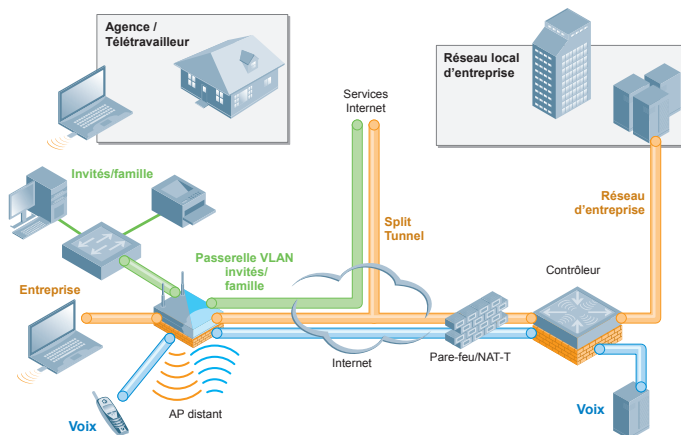 Agence /
Télétravailleur
Réseau local
d'entreprise
Services
Internet
Invités/famille
Réseau
d'entreprise
Split
Tunnel
Passerelle VLAN
invités/
famille
Contrôleur
Entreprise
Pare-feu/NAT-T
Internet
AP distant
Voix
Voix